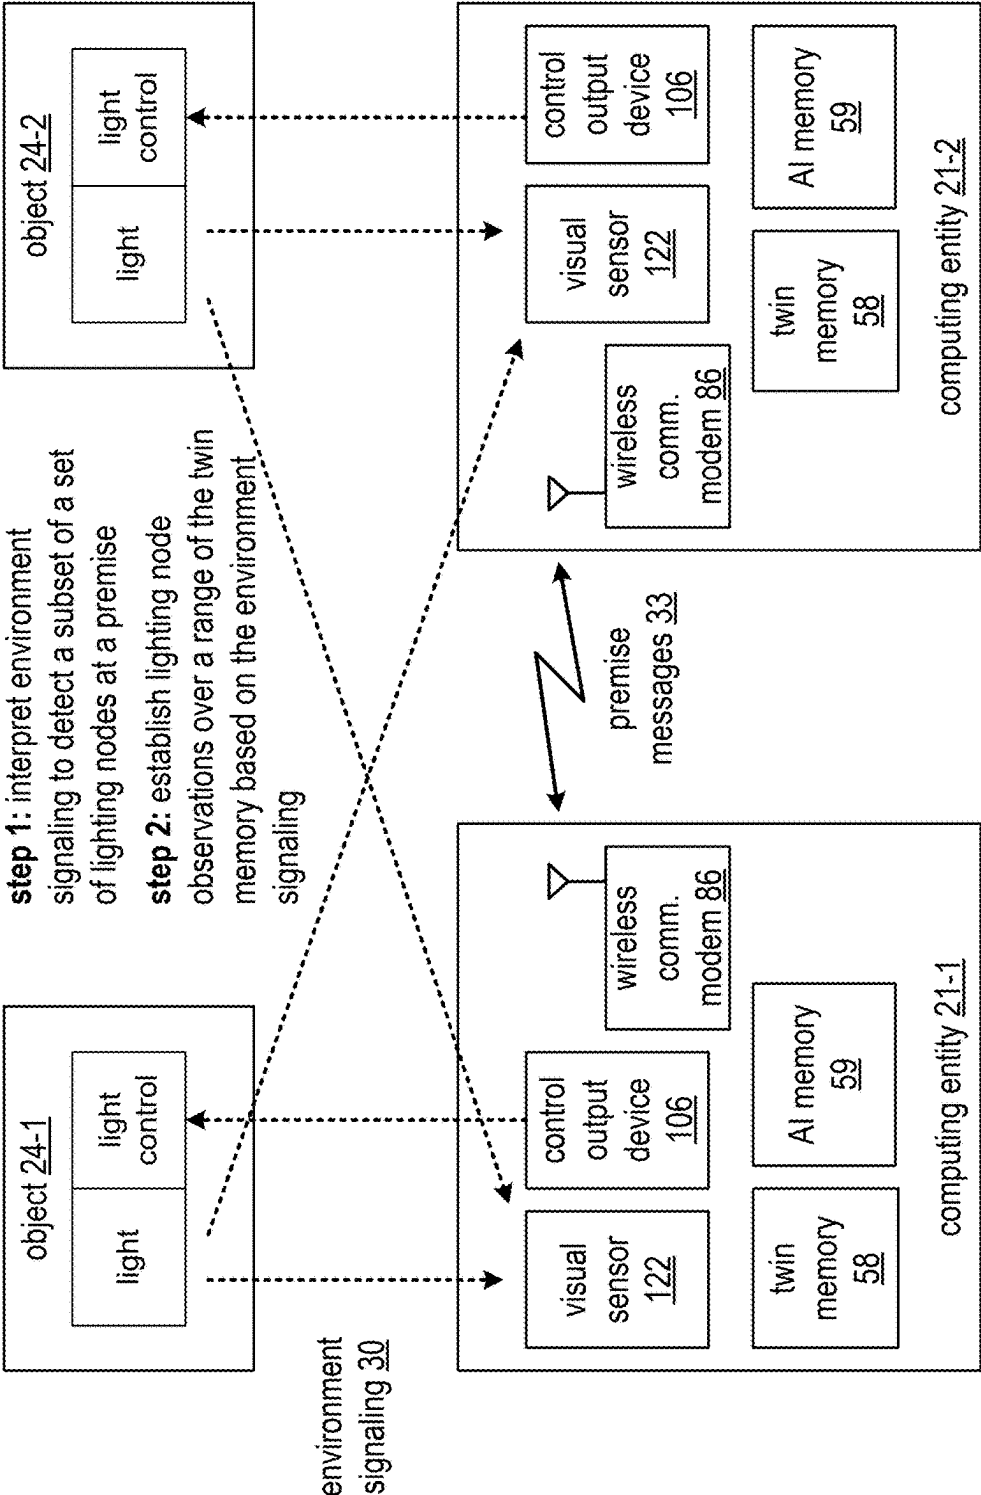 object 24-1
light
light
control
step 1: interpret environment
signaling to detect a subset of a set
of lighting nodes at a premise
step 2: establish lighting node
observations over a range of the twin
memory based on the environment
signaling
object 24-2
light
light
control
environment
signaling 30
visual
sensor
122
control
output
device
106
wireless
comm.
modem 86
twin
memory
58
AI memory
59
computing entity 21-1
premise
messages 33
wireless
comm.
modem 86
visual
sensor
122
control
output
device
106
twin
memory
58
AI memory
59
computing entity 21-2